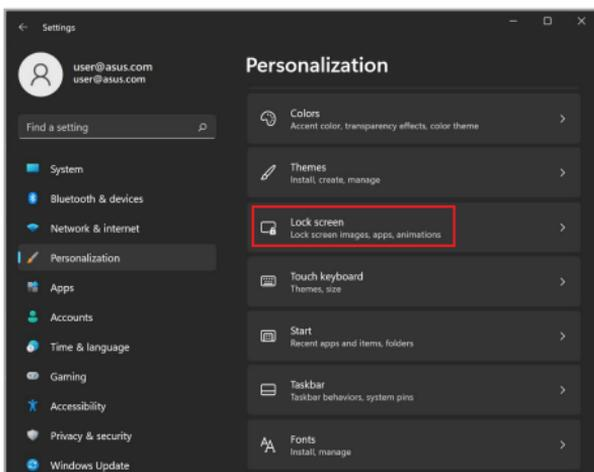 Settings
user@asus.com
user@asus.com
Find a setting
System
Bluetooth & devices
Network & internet
Personalization
Apps
Accounts
Time & language
Gaming
Accessibility
Privacy & security
Windows Update
Personalization
Colors
Accent color, transparency effects, color theme
Themes
Install, create, manage
Lock screen
Lock screen images, apps, animations
Touch keyboard
Themes, size
Start
Recent apps and items, folders
Taskbar
Taskbar behaviors, system pins
Fonts
Install, manage